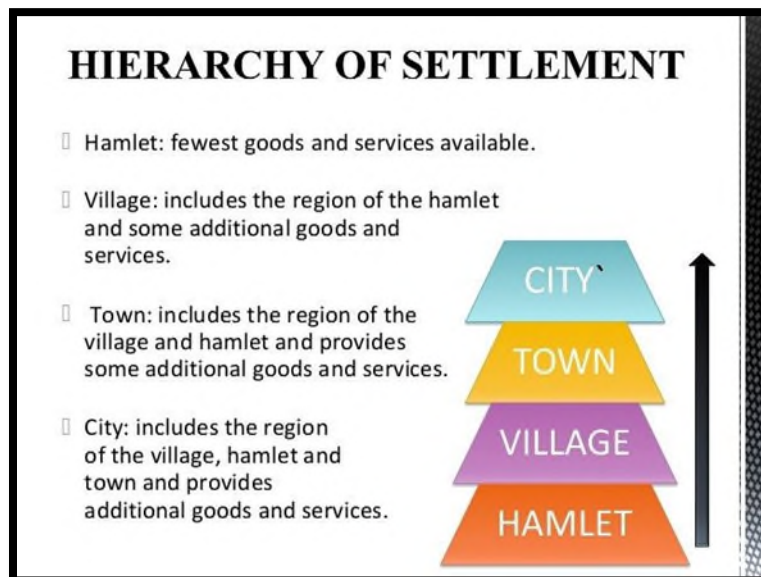 HIERARCHY OF SETTLEMENT
Hamlet: fewest goods and services available.
Village: includes the region of the hamlet
and some additional goods and
services.
Town: includes the region of the
village and hamlet and provides
some additional goods and services.
City: includes the region
of the village, hamlet and
town and provides
additional goods and services.
CITY`
TOWN
VILLAGE
HAMLET